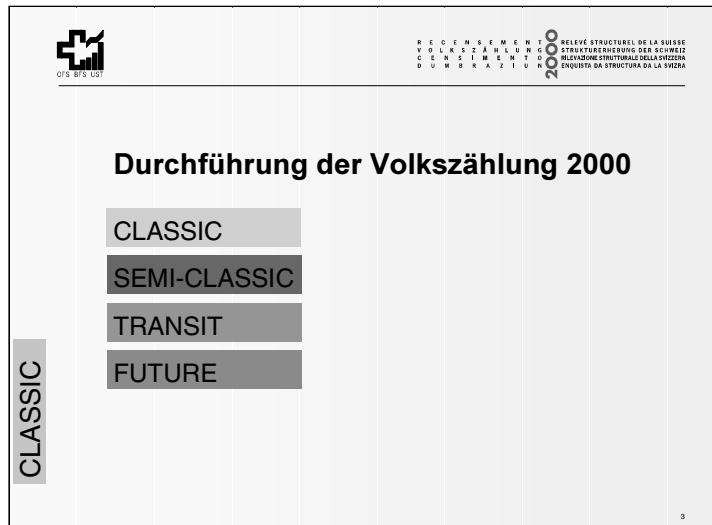 OFS BFS UST
RECENSEMENT
VOLKSZÄHLUNG
CENSIMENTO
DUMBRAZIUN
2000
RELEVÉ STRUCTUREL DE LA SUISSE
STRUKTURERHEBUNG DER SCHWEIZ
RILEVAZIONE STRUTTURALE DELLA SVIZZERA
ENQUISTA DA STRUCTURA DA LA SVIZRA
Durchführung der Volkszählung 2000
CLASSIC
SEMI-CLASSIC
TRANSIT
FUTURE
CLASSIC
3